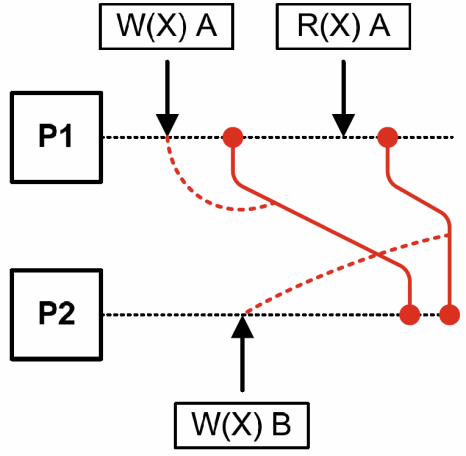 W(X) A
R(X) A
P1
P2
W(X) B